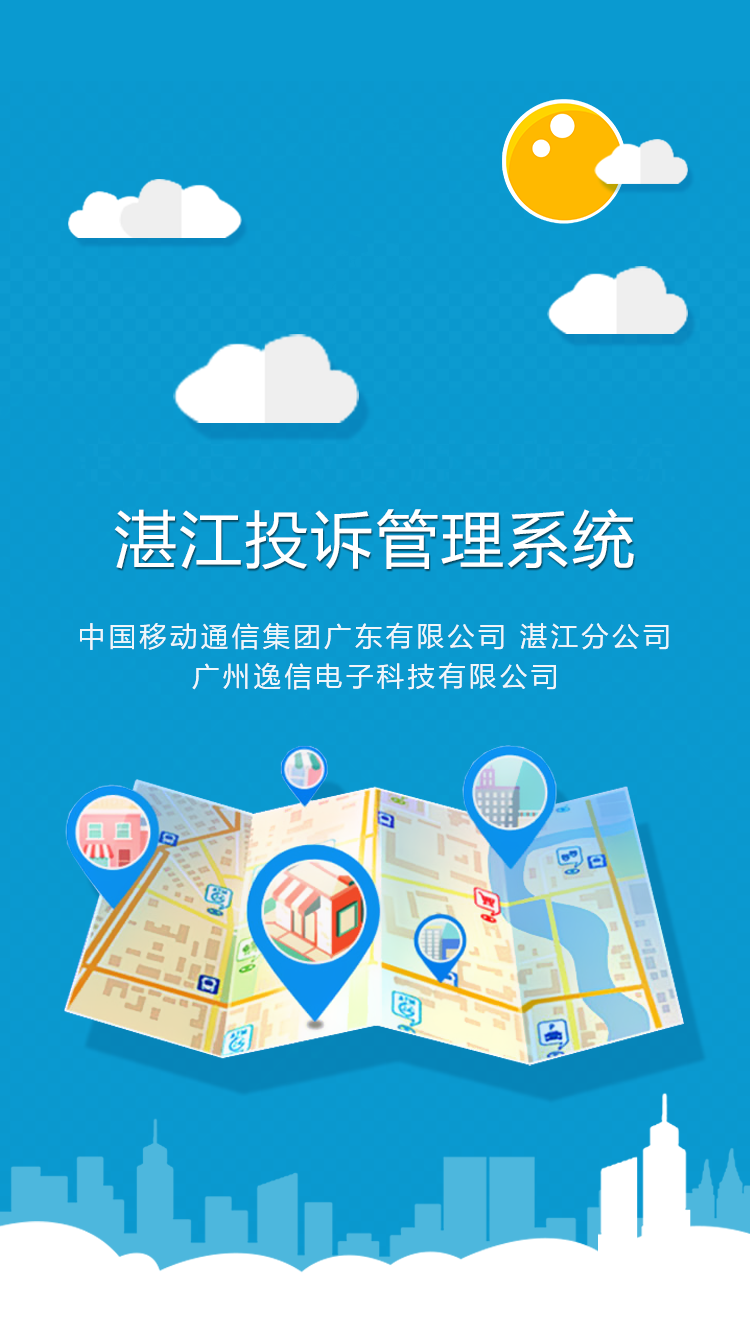 湛江投诉管理系统
中国移动通信集团广东有限公司 湛江分公司
广州逸信电子科技有限公司